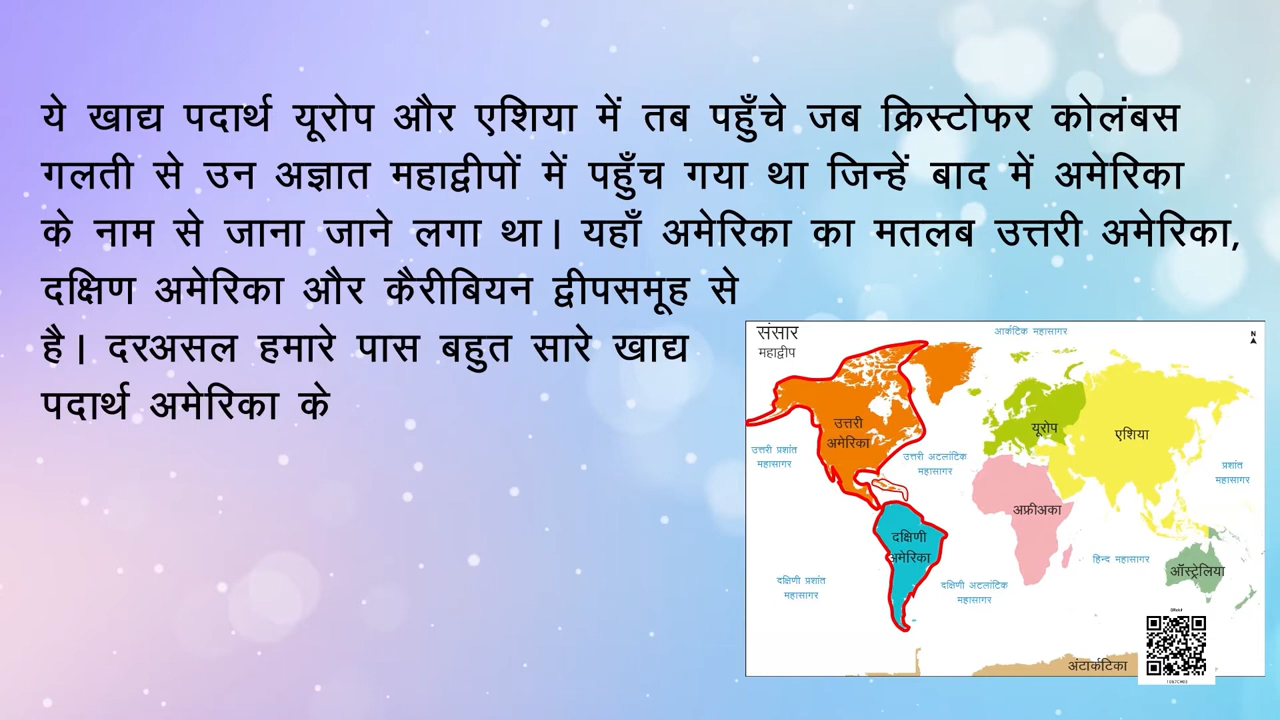 ये खाद्य पदार्थ यूरोप और एशिया में तब पहुँचे जब क्रिस्टोफर कोलंबस
गलती से उन अज्ञात महाद्वीपों में पहुँच गया था जिन्हें बाद में अमेरिका
के नाम से जाना जाने लगा था। यहाँ अमेरिका का मतलब उत्तरी अमेरिका,
दक्षिण अमेरिका और कैरीबियन द्वीपसमूह से
है। दरअसल हमारे पास बहुत सारे खाद्य
पदार्थ अमेरिका के
संसार
महाद्वीप
आर्कटिक महासागर
N
उत्तरी
अमेरिका
यूरोप
एशिया
उत्तरी प्रशांत
महासागर
उत्तरी अटलांटिक
महासागर
प्रशांत
महासागर
अफ्रीअका
दक्षिणी
अमेरिका
हिन्द महासागर
ऑस्ट्रेलिया
दक्षिणी प्रशांत
महासागर
दक्षिणी अटलांटिक
महासागर
अंटार्कटिका